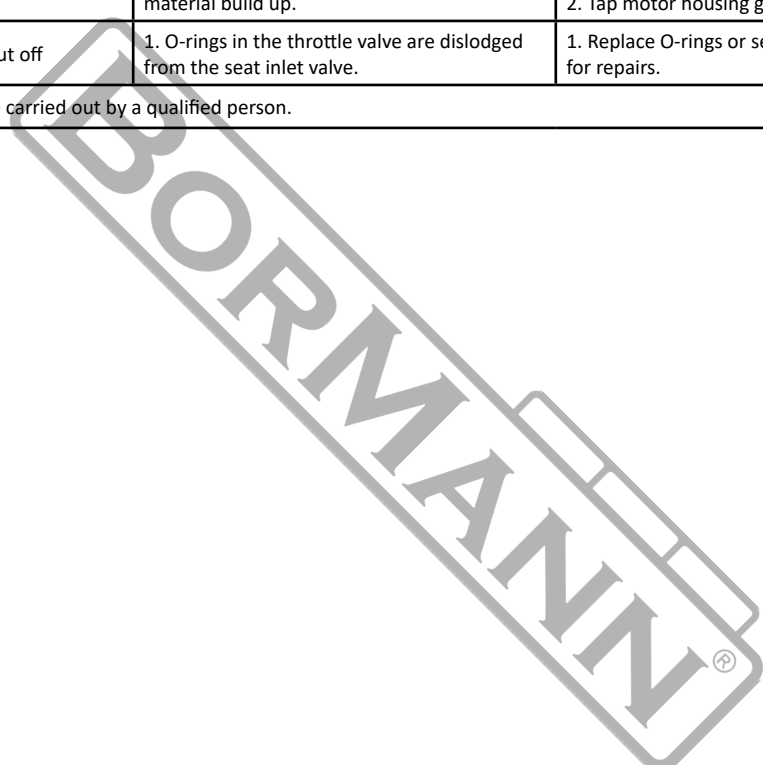 material build up.
2. Tap motor housing g
ut off
1. O-rings in the throttle valve are dislodged
from the seat inlet valve.
1. Replace O-rings or se
for repairs.
carried out by a qualified person.
BORMANN®